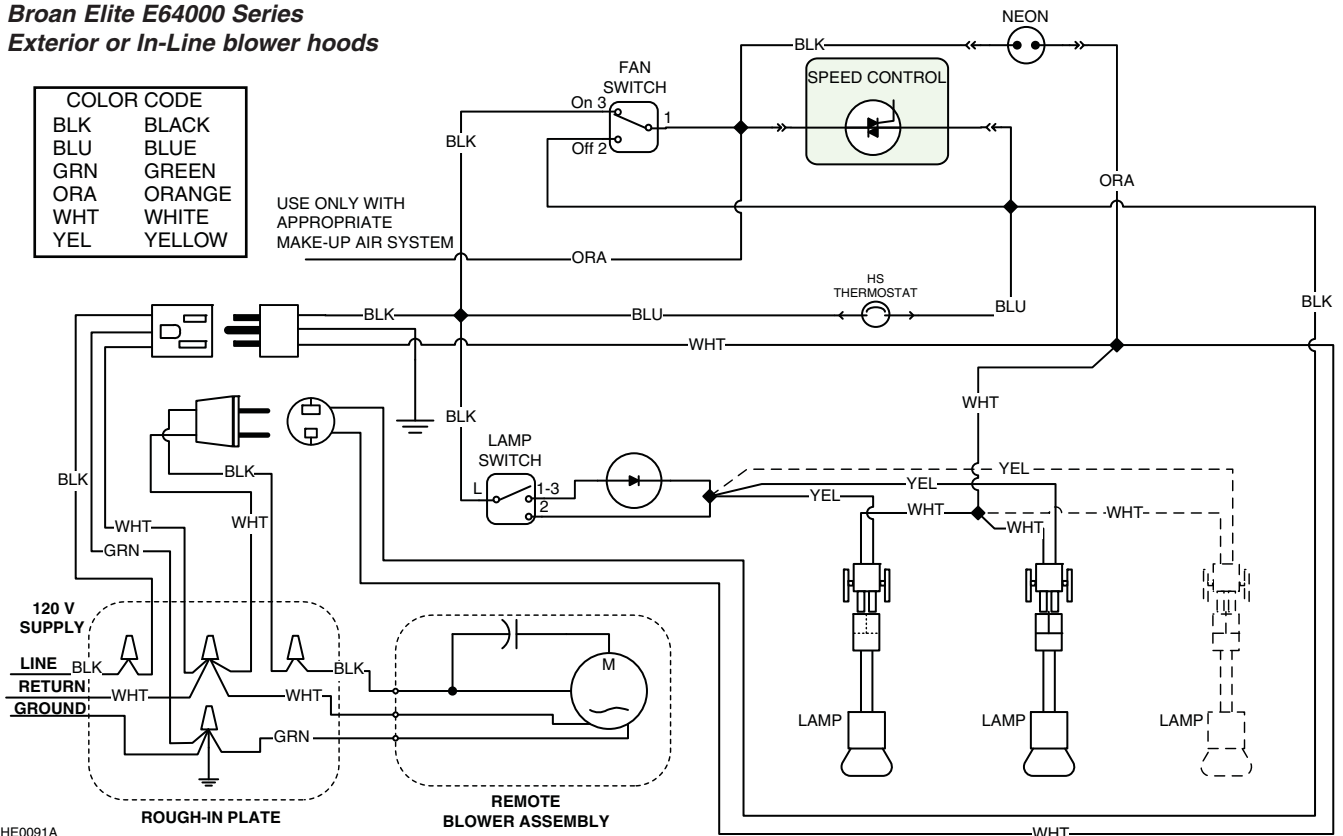 Broan Elite E64000 Series
Exterior or In-Line blower hoods
COLOR CODE
BLK BLACK
BLU BLUE
GRN GREEN
ORA ORANGE
WHT WHITE
YEL YELLOW
NEON
BLK
FAN
SWITCH
On 3
1
Off 2
SPEED CONTROL
BLK
ORA
USE ONLY WITH
APPROPRIATE
MAKE-UP AIR SYSTEM
ORA
HS
THERMOSTAT
BLK
BLU
BLU
BLK
WHT
WHT
BLK
LAMP
SWITCH
L
1-3
2
YEL
YEL
YEL
WHT
WHT
WHT
BLK
BLK
WHT
WHT
GRN
120 V
SUPPLY
LINE
BLK
BLK
RETURN
WHT
WHT
GROUND
GRN
M
LAMP
LAMP
LAMP
ROUGH-IN PLATE
REMOTE
BLOWER ASSEMBLY
WHT
HE0091A